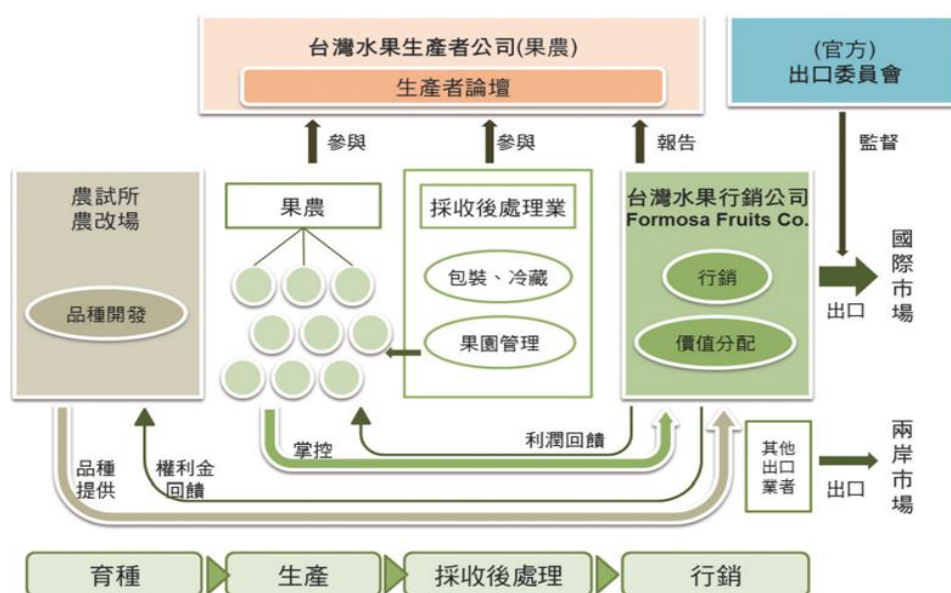 台灣水果生產者公司(果農)
生產者論壇
(官方)
出口委員會
參與
參與
報告
監督
農試所
農改場
品種開發
果農
採收後處理業
包裝、冷藏
果園管理
台灣水果行銷公司
Formosa Fruits Co.
行銷
價值分配
出口
國際市場
掌控
利潤回饋
品種
提供
權利金
回饋
其他
出口
業者
出口
兩岸市場
育種
生產
採收後處理
行銷